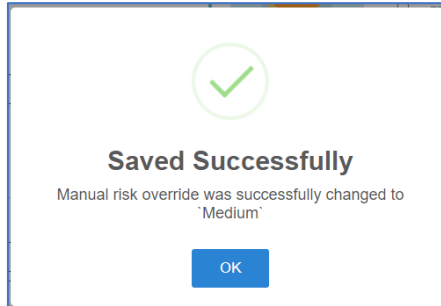 Saved Successfully
Manual risk override was successfully changed to
`Medium`
OK